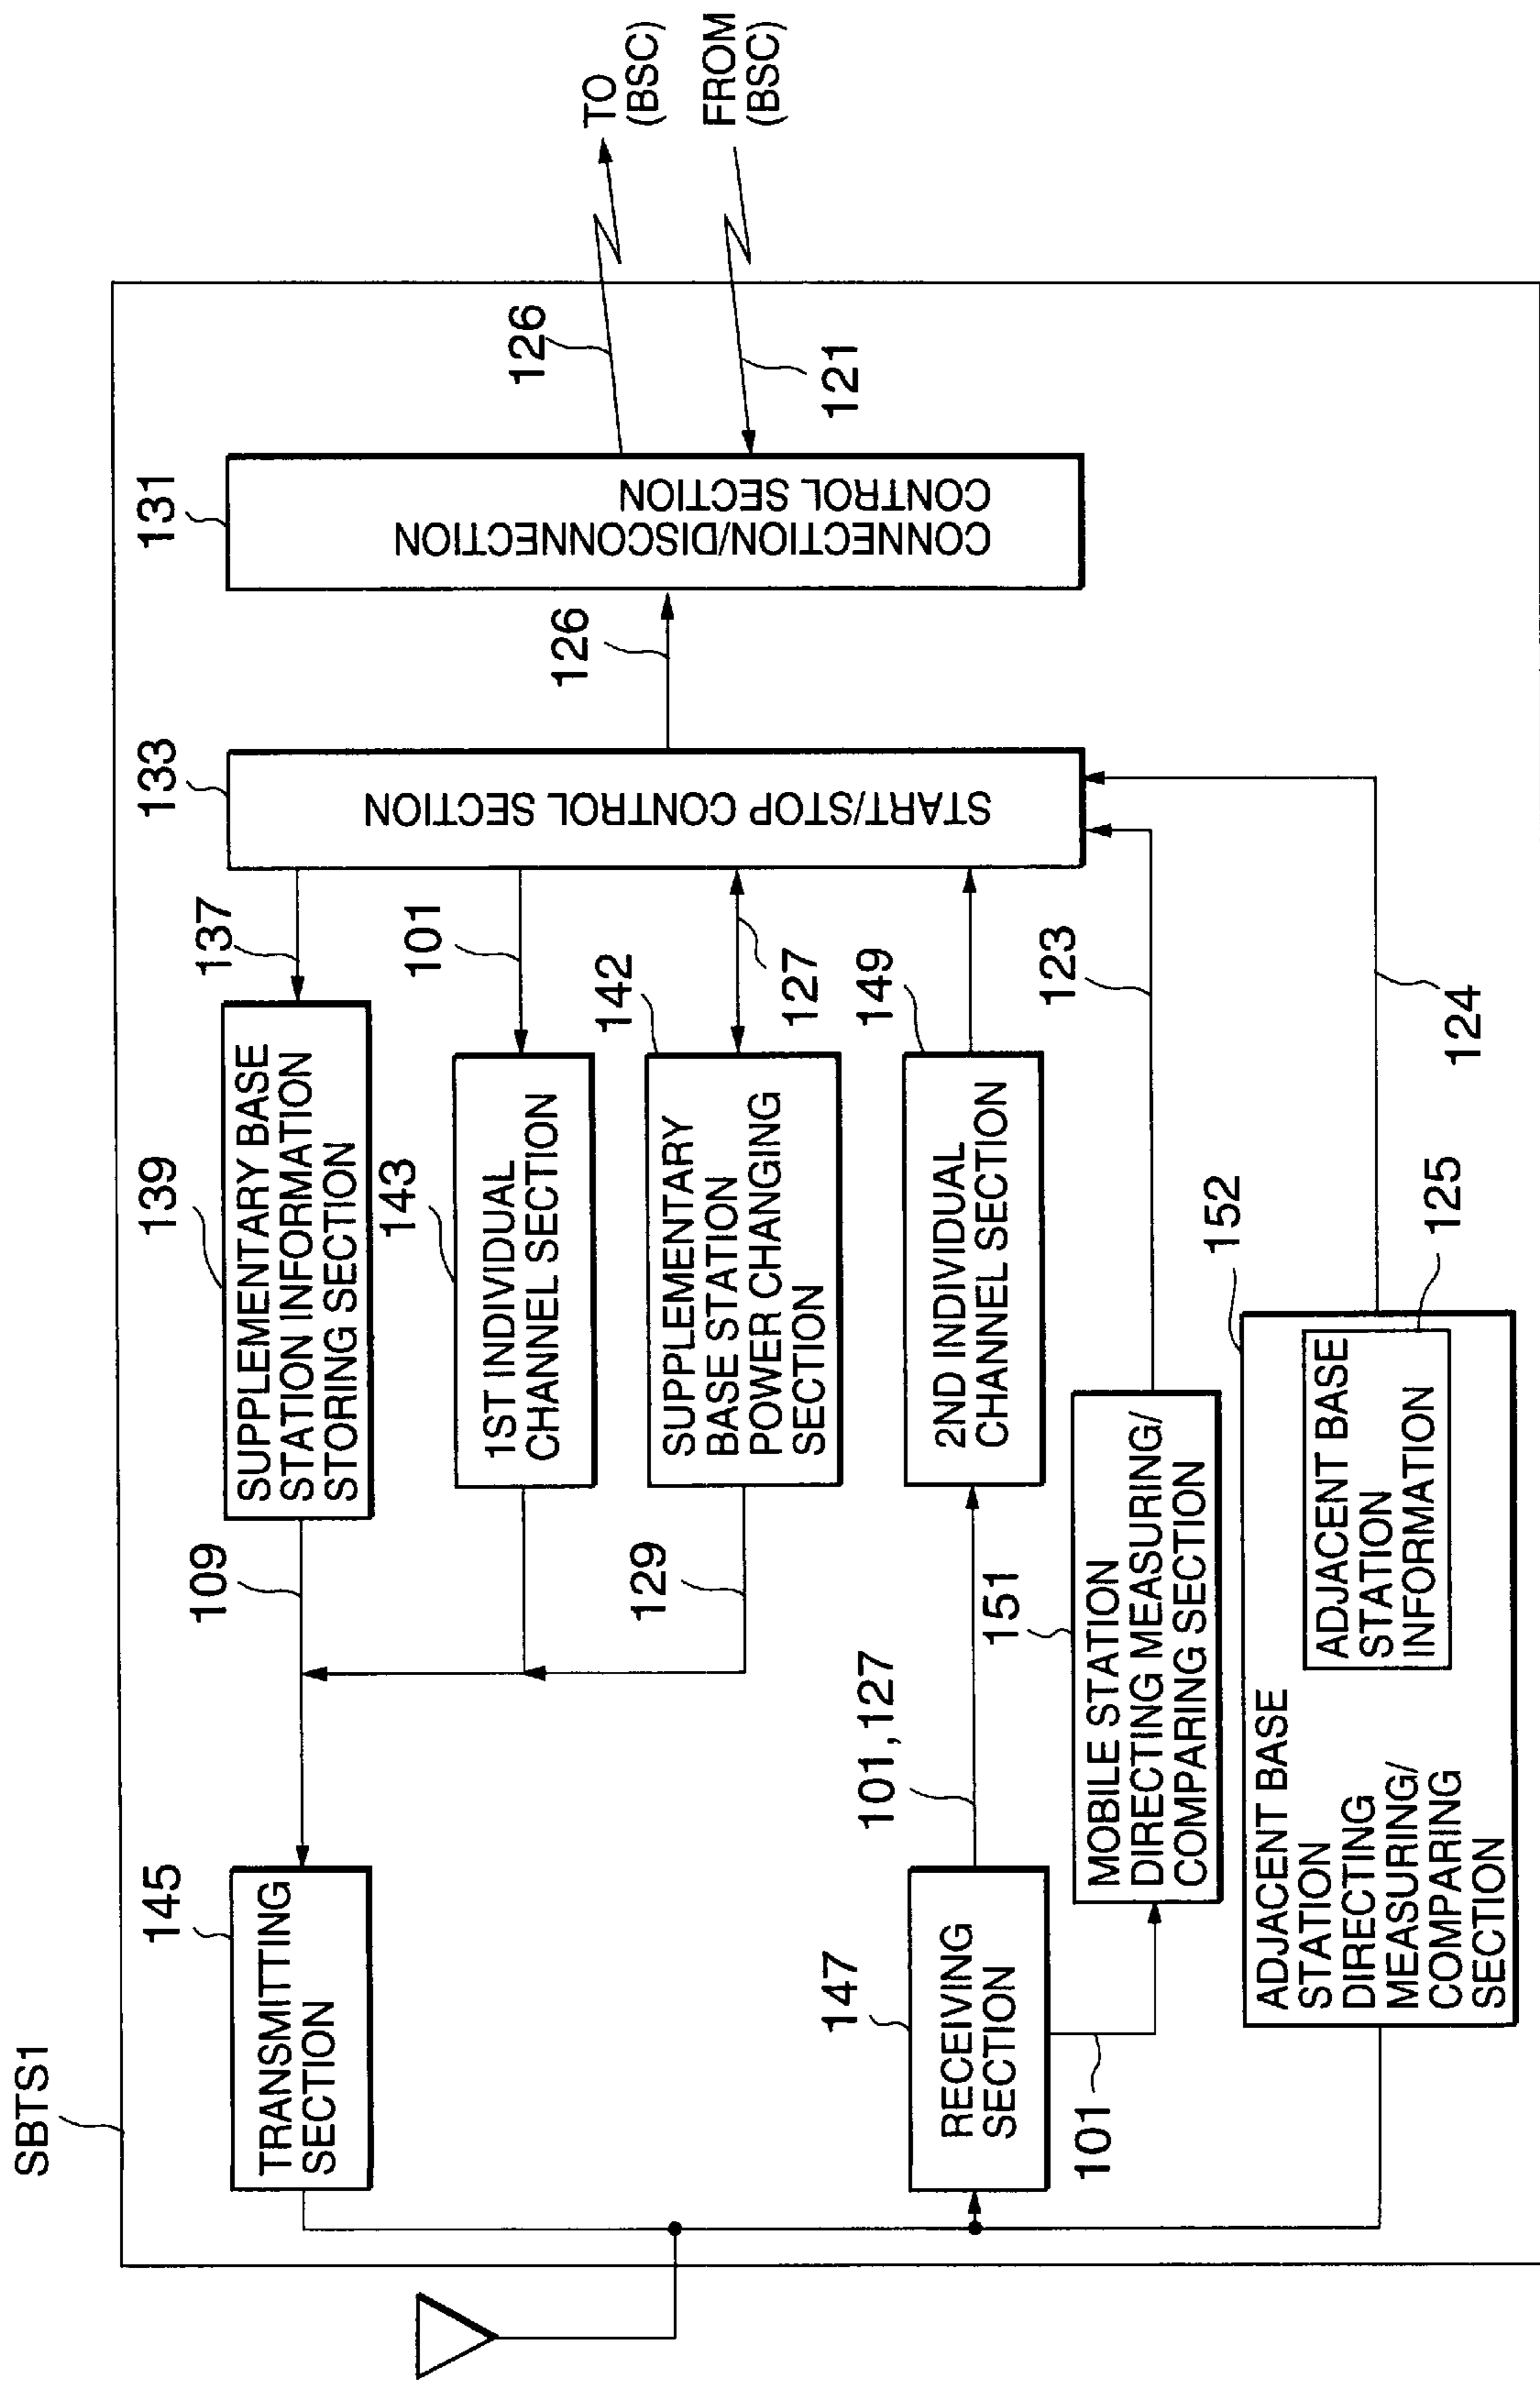 SBTS1
145
TRANSMITTING
SECTION
109
139
SUPPLEMENTARY BASE
STATION INFORMATION
STORING SECTION
137
133
START/STOP CONTROL SECTION
126
131
CONNECTION/DISCONNECTION
CONTROL SECTION
126
TO
(BSC)
121
FROM
(BSC)
143
1ST INDIVIDUAL
CHANNEL SECTION
101
129
142
SUPPLEMENTARY
BASE STATION
POWER CHANGING
SECTION
127
147
RECEIVING
SECTION
101,127
149
2ND INDIVIDUAL
CHANNEL SECTION
101
151
MOBILE STATION
DIRECTING MEASURING/
COMPARING SECTION
123
152
ADJACENT BASE
STATION
DIRECTING
MEASURING/
COMPARING
SECTION
125
ADJACENT BASE
STATION
INFORMATION
124